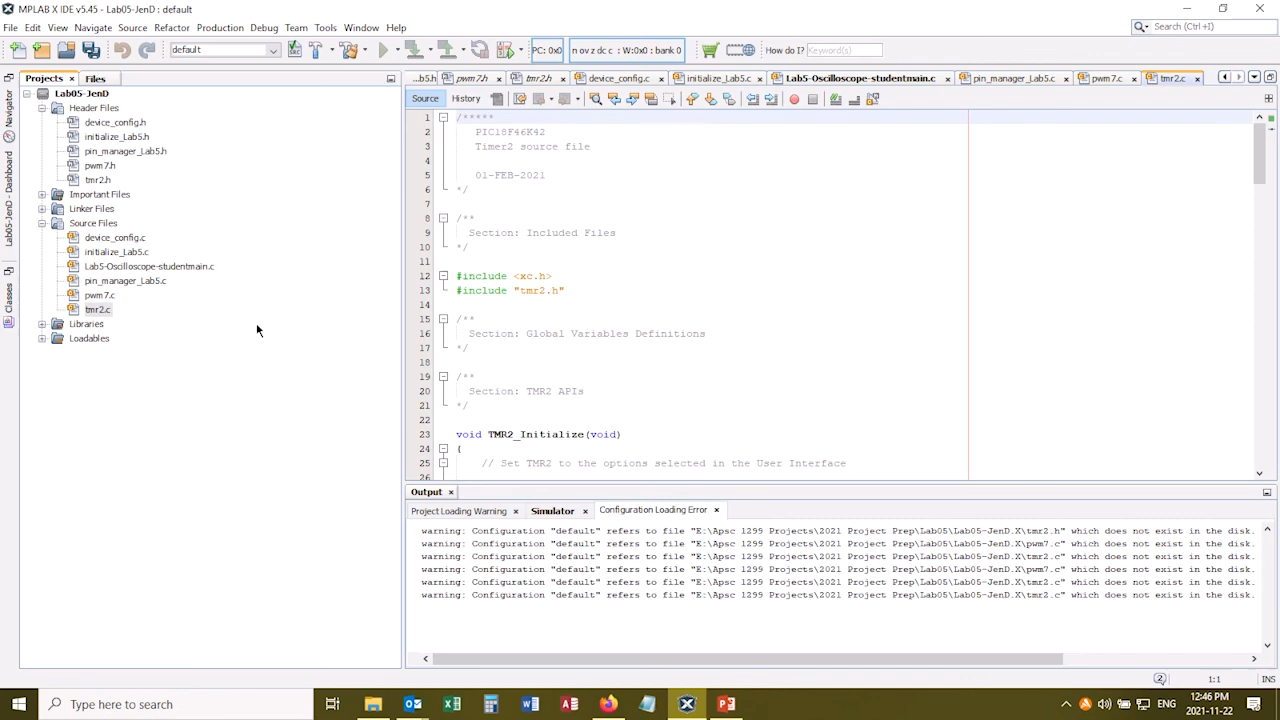 MPLAB X IDE v5.45 - Lab05-JenD : default
File Edit View Navigate Source Refactor Production Debug Team Tools Window Help
Search (Ctrl+I)
default
PC: 0x0
n ov z dc c : W:0x0 : bank 0
How do I? Keyword(s)
Projects × Files
...b5.h pwm7.h × tmr2.h × device_config.c × initialize_Lab5.c × Lab5-Oscilloscope-studentmain.c × pin_manager_Lab5.c × pwm7.c × tmr2.c ×
Source History
Navigator
Lab05-JenD - Dashboard
Classes
Lab05-JenD
Header Files
device_config.h
initialize_Lab5.h
pin_manager_Lab5.h
pwm7.h
tmr2.h
Important Files
Linker Files
Source Files
device_config.c
initialize_Lab5.c
Lab5-Oscilloscope-studentmain.c
pin_manager_Lab5.c
pwm7.c
tmr2.c
Libraries
Loadables
1 /*****
2 PIC18F46K42
3 Timer2 source file
4
5 01-FEB-2021
6 */
7
8 /**
9 Section: Included Files
10 */
11
12 #include <xc.h>
13 #include "tmr2.h"
14
15 /**
16 Section: Global Variables Definitions
17 */
18
19 /**
20 Section: TMR2 APIs
21 */
22
23 void TMR2_Initialize(void)
24 {
25 // Set TMR2 to the options selected in the User Interface
26
Output ×
Project Loading Warning × Simulator × Configuration Loading Error ×
warning: Configuration "default" refers to file "E:\Apsc 1299 Projects\2021 Project Prep\Lab05\Lab05-JenD.X\tmr2.h" which does not exist in the disk.
warning: Configuration "default" refers to file "E:\Apsc 1299 Projects\2021 Project Prep\Lab05\Lab05-JenD.X\pwm7.c" which does not exist in the disk.
warning: Configuration "default" refers to file "E:\Apsc 1299 Projects\2021 Project Prep\Lab05\Lab05-JenD.X\tmr2.c" which does not exist in the disk.
warning: Configuration "default" refers to file "E:\Apsc 1299 Projects\2021 Project Prep\Lab05\Lab05-JenD.X\pwm7.c" which does not exist in the disk.
warning: Configuration "default" refers to file "E:\Apsc 1299 Projects\2021 Project Prep\Lab05\Lab05-JenD.X\tmr2.c" which does not exist in the disk.
warning: Configuration "default" refers to file "E:\Apsc 1299 Projects\2021 Project Prep\Lab05\Lab05-JenD.X\tmr2.c" which does not exist in the disk.
2 1:1 INS
Type here to search
ENG
12:46 PM
2021-11-22